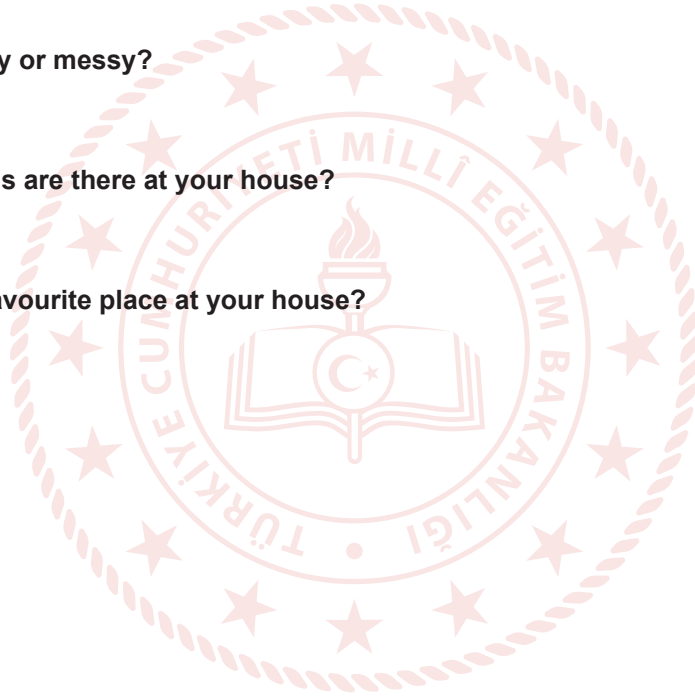 y or messy?
s are there at your house?
avourite place at your house?
TÜRKİYE CUMHURİYETİ MİLLÎ EĞİTİM BAKANLIĞI